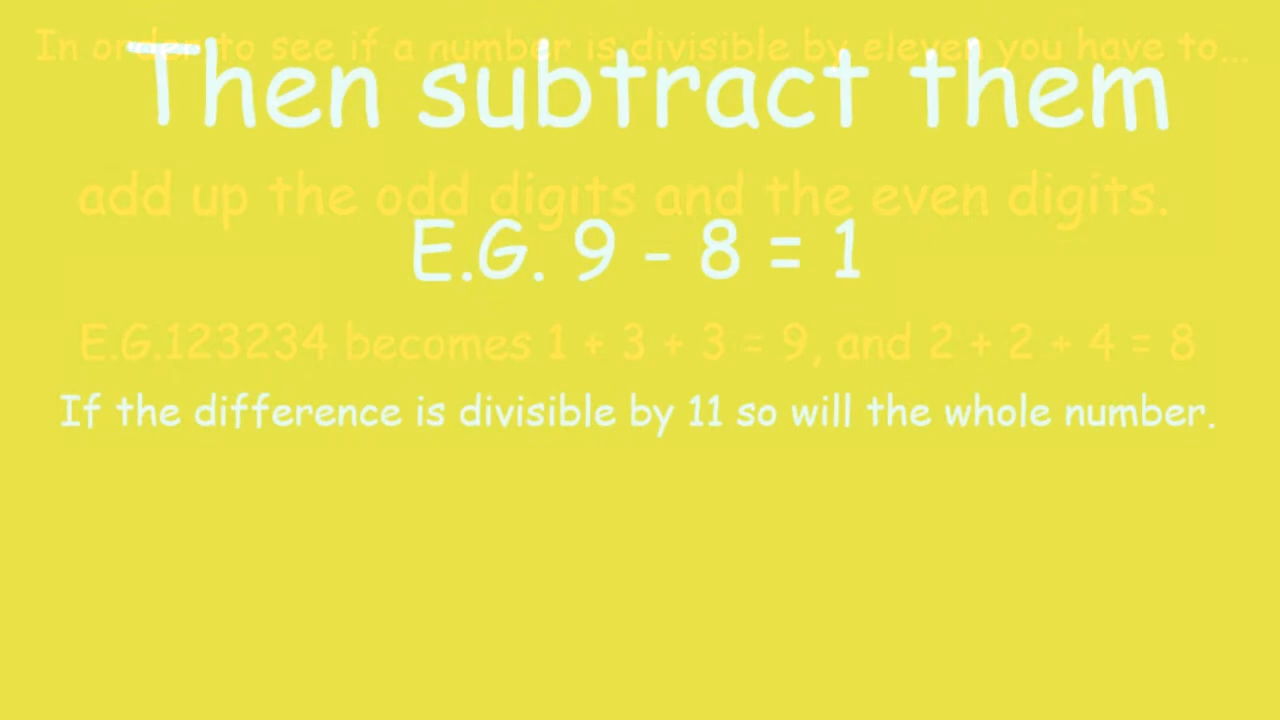 In order to see if a number is divisible by eleven you have to...
Then subtract them
add up the odd digits and the even digits.
E.G. 9 - 8 = 1
E.G.123234 becomes 1 + 3 + 3 = 9, and 2 + 2 + 4 = 8
If the difference is divisible by 11 so will the whole number.